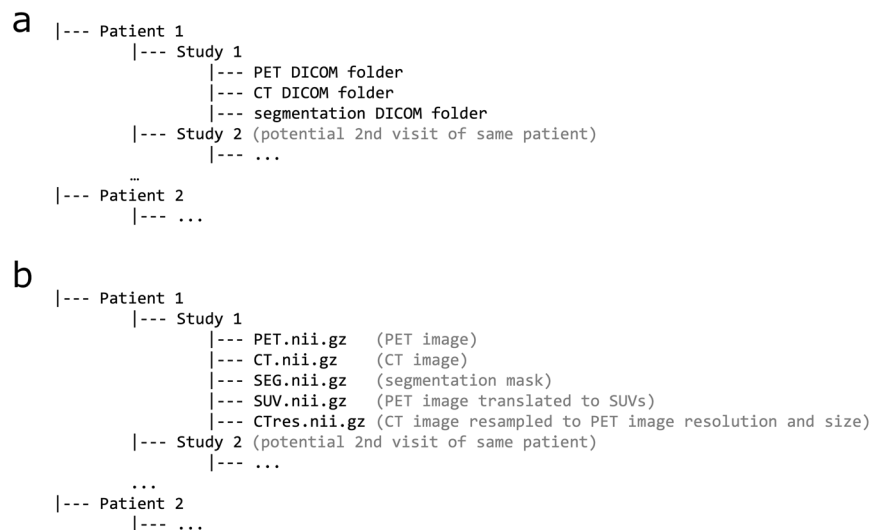 a
|--- Patient 1
|--- Study 1
|--- PET DICOM folder
|--- CT DICOM folder
|--- segmentation DICOM folder
|--- Study 2 (potential 2nd visit of same patient)
|--- ...
…
|--- Patient 2
|--- ...
b
|--- Patient 1
|--- Study 1
|--- PET.nii.gz (PET image)
|--- CT.nii.gz (CT image)
|--- SEG.nii.gz (segmentation mask)
|--- SUV.nii.gz (PET image translated to SUVs)
|--- CTres.nii.gz (CT image resampled to PET image resolution and size)
|--- Study 2 (potential 2nd visit of same patient)
|--- ...
...
|--- Patient 2
|--- ...